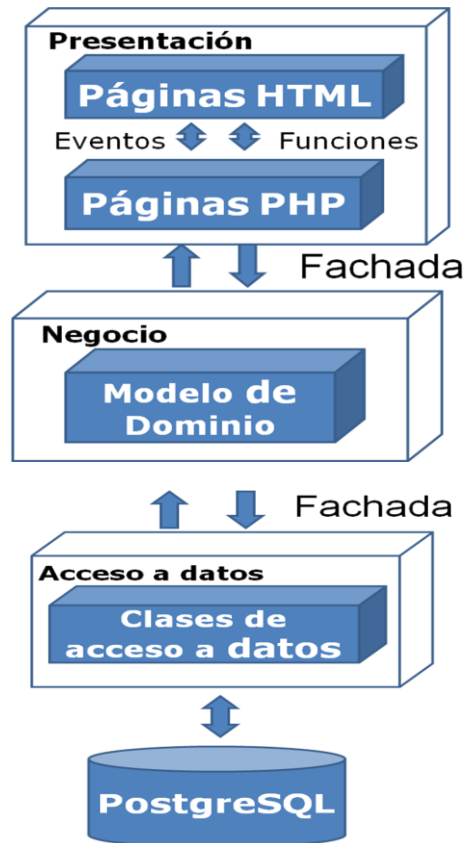 Presentación
Páginas HTML
Eventos Funciones
Páginas PHP
Fachada
Negocio
Modelo de
Dominio
Fachada
Acceso a datos
Clases de
acceso a datos
PostgreSQL